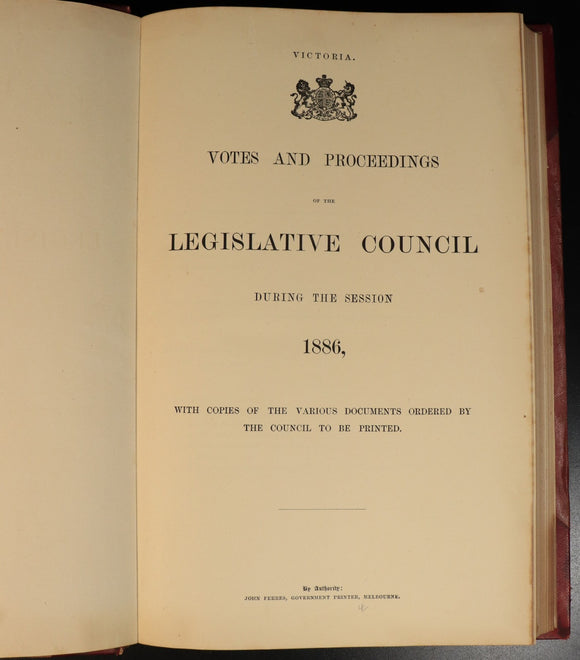 VICTORIA.
VOTES AND PROCEEDINGS
OF THE
LEGISLATIVE COUNCIL
DURING THE SESSION
1886,
WITH COPIES OF THE VARIOUS DOCUMENTS ORDERED BY
THE COUNCIL TO BE PRINTED.
By Authority:
JOHN FERRES, GOVERNMENT PRINTER, MELBOURNE.